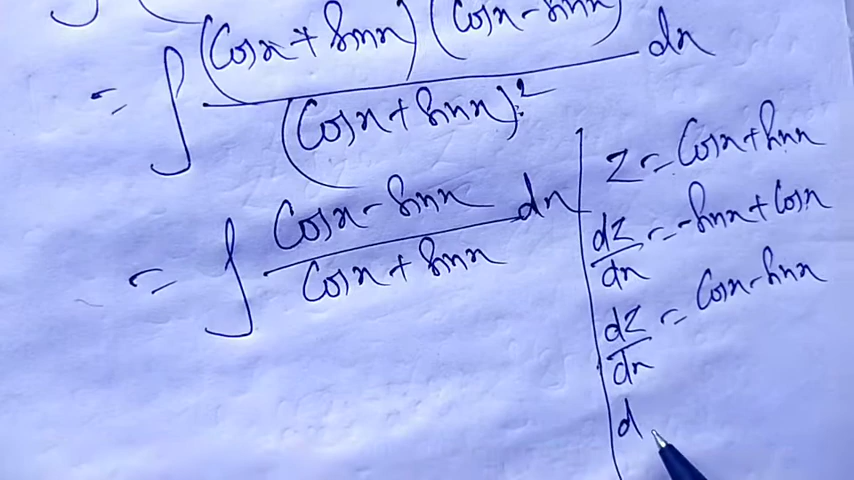 = ∫ (Cosx + Sinx) (Cosx - Sinx) / (Cosx + Sinx)² dx
= ∫ Cosx - Sinx / Cosx + Sinx dx
Z = Cosx + Sinx
dZ/dx = -Sinx + Cosx
dZ/dx = Cosx - Sinx
d